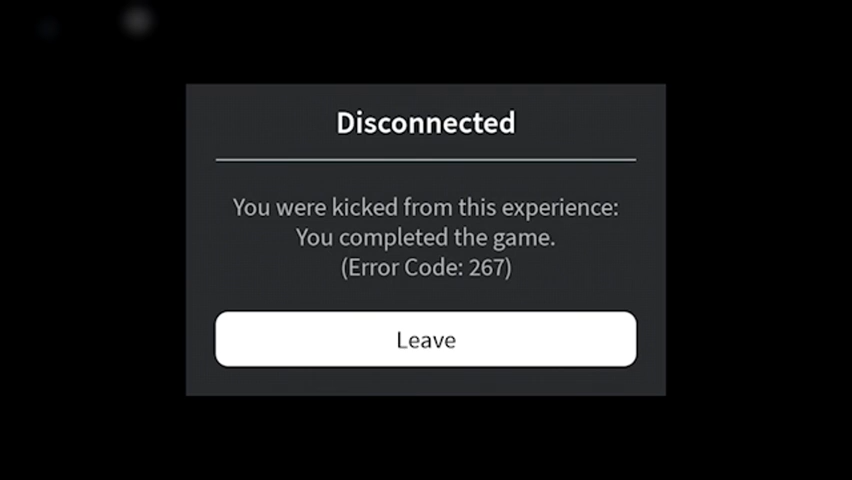 Disconnected
You were kicked from this experience:
You completed the game.
(Error Code: 267)
Leave